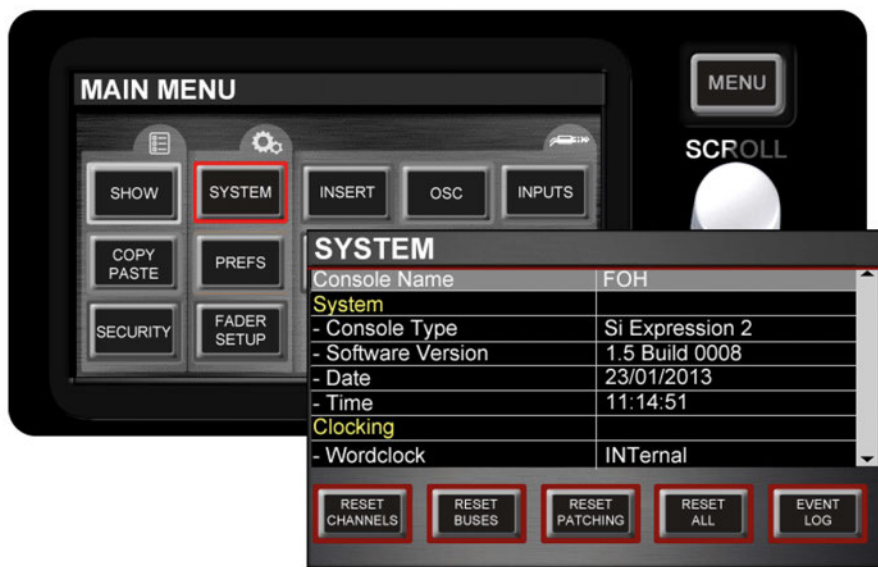 MAIN MENU
MENU
SCROLL
SHOW
SYSTEM
INSERT
OSC
INPUTS
COPY
PASTE
PREFS
SECURITY
FADER
SETUP
SYSTEM
Console Name FOH
System
- Console Type Si Expression 2
- Software Version 1.5 Build 0008
- Date 23/01/2013
- Time 11:14:51
Clocking
- Wordclock INTernal
RESET
CHANNELS
RESET
BUSES
RESET
PATCHING
RESET
ALL
EVENT
LOG